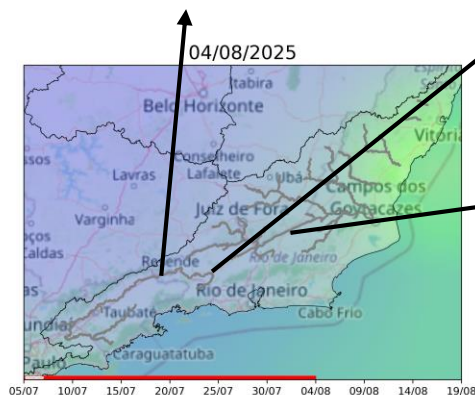 04/08/2025
Itabira
Belo Horizonte
Vitória
Conselheiro
Lafaiete
Lavras
Ubá
Campos dos
Goytacazes
Varginha
Juiz de Fora
Caldas
Resende
Rio de Janeiro
Rio de Janeiro
Taubaté
Cabo Frio
Caraguatatuba
05/07 10/07 15/07 20/07 25/07 30/07 04/08 09/08 14/08 19/08